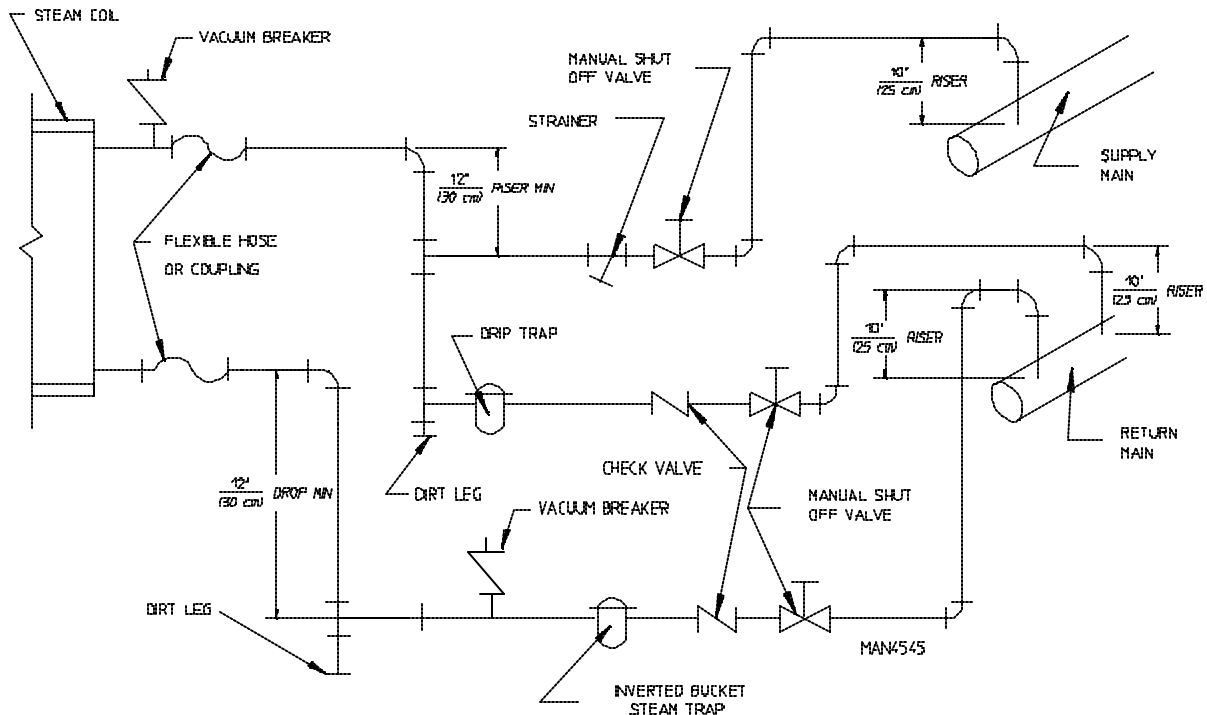 STEAM COIL
VACUUM BREAKER
MANUAL SHUT
OFF VALVE
10"
(25 cm) RISER
STRAINER
SUPPLY
MAIN
12"
(30 cm) RISER MIN
FLEXIBLE HOSE
OR COUPLING
10"
(25 cm) RISER
10"
(25 cm) RISER
DRIP TRAP
RETURN
MAIN
CHECK VALVE
12"
(30 cm) DROP MIN
DIRT LEG
MANUAL SHUT
OFF VALVE
VACUUM BREAKER
DIRT LEG
MAN4545
INVERTED BUCKET
STEAM TRAP